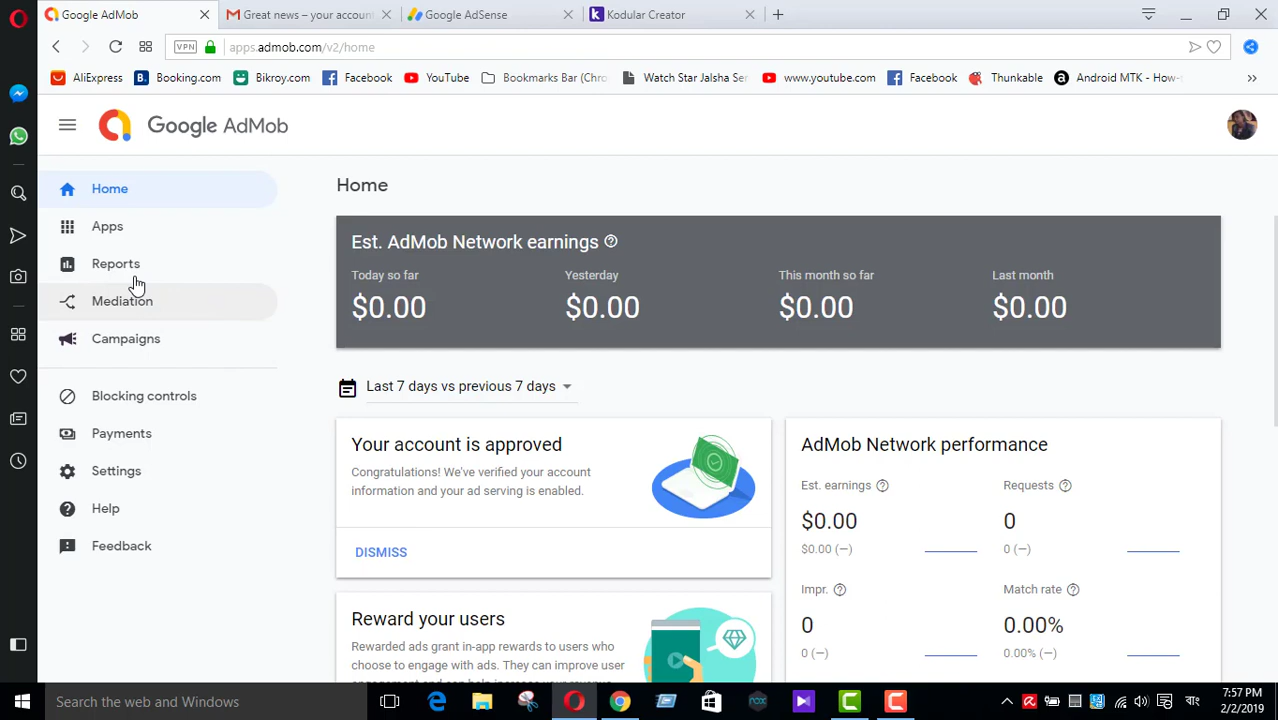 Google AdMob
Great news – your accoun
Google AdSense
Kodular Creator
VPN
apps.admob.com/v2/home
AliExpress
Booking.com
Bikroy.com
Facebook
YouTube
Bookmarks Bar (Chro
Watch Star Jalsha Ser
www.youtube.com
Facebook
Thunkable
Android MTK - How-
Google AdMob
Home
Apps
Reports
Mediation
Campaigns
Blocking controls
Payments
Settings
Help
Feedback
Home
Est. AdMob Network earnings
Today so far
$0.00
Yesterday
$0.00
This month so far
$0.00
Last month
$0.00
Last 7 days vs previous 7 days
Your account is approved
Congratulations! We've verified your account
information and your ad serving is enabled.
DISMISS
Reward your users
Rewarded ads grant in-app rewards to users who
choose to engage with ads. They can improve user
AdMob Network performance
Est. earnings
$0.00
$0.00 (—)
Requests
0
0 (—)
Impr.
0
0 (—)
Match rate
0.00%
0.00% (—)
Search the web and Windows
বাং
7:57 PM
2/2/2019